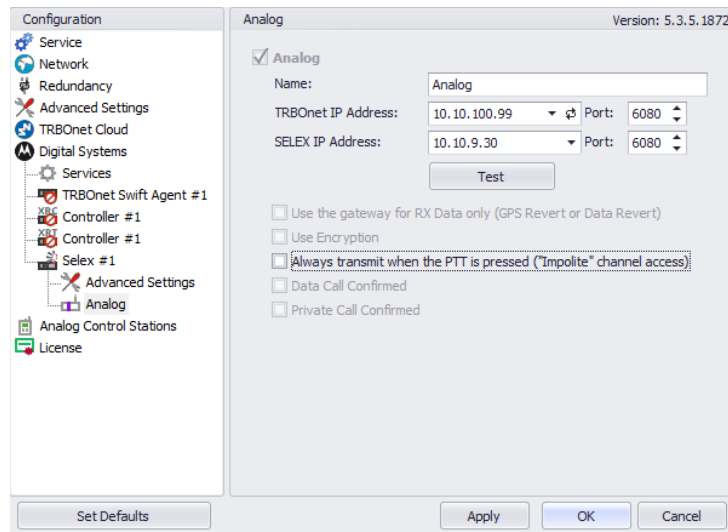 Configuration
Service
Network
Redundancy
Advanced Settings
TRBOnet Cloud
Digital Systems
Services
TRBOnet Swift Agent #1
XRC
Controller #1
XRT
Controller #1
Selex #1
Advanced Settings
Analog
Analog Control Stations
License
Set Defaults
Analog Version: 5.3.5.1872
Analog
Name: Analog
TRBOnet IP Address: 10.10.100.99 Port: 6080
SELEX IP Address: 10.10.9.30 Port: 6080
Test
Use the gateway for RX Data only (GPS Revert or Data Revert)
Use Encryption
Always transmit when the PTT is pressed ("Impolite" channel access)
Data Call Confirmed
Private Call Confirmed
Apply OK Cancel